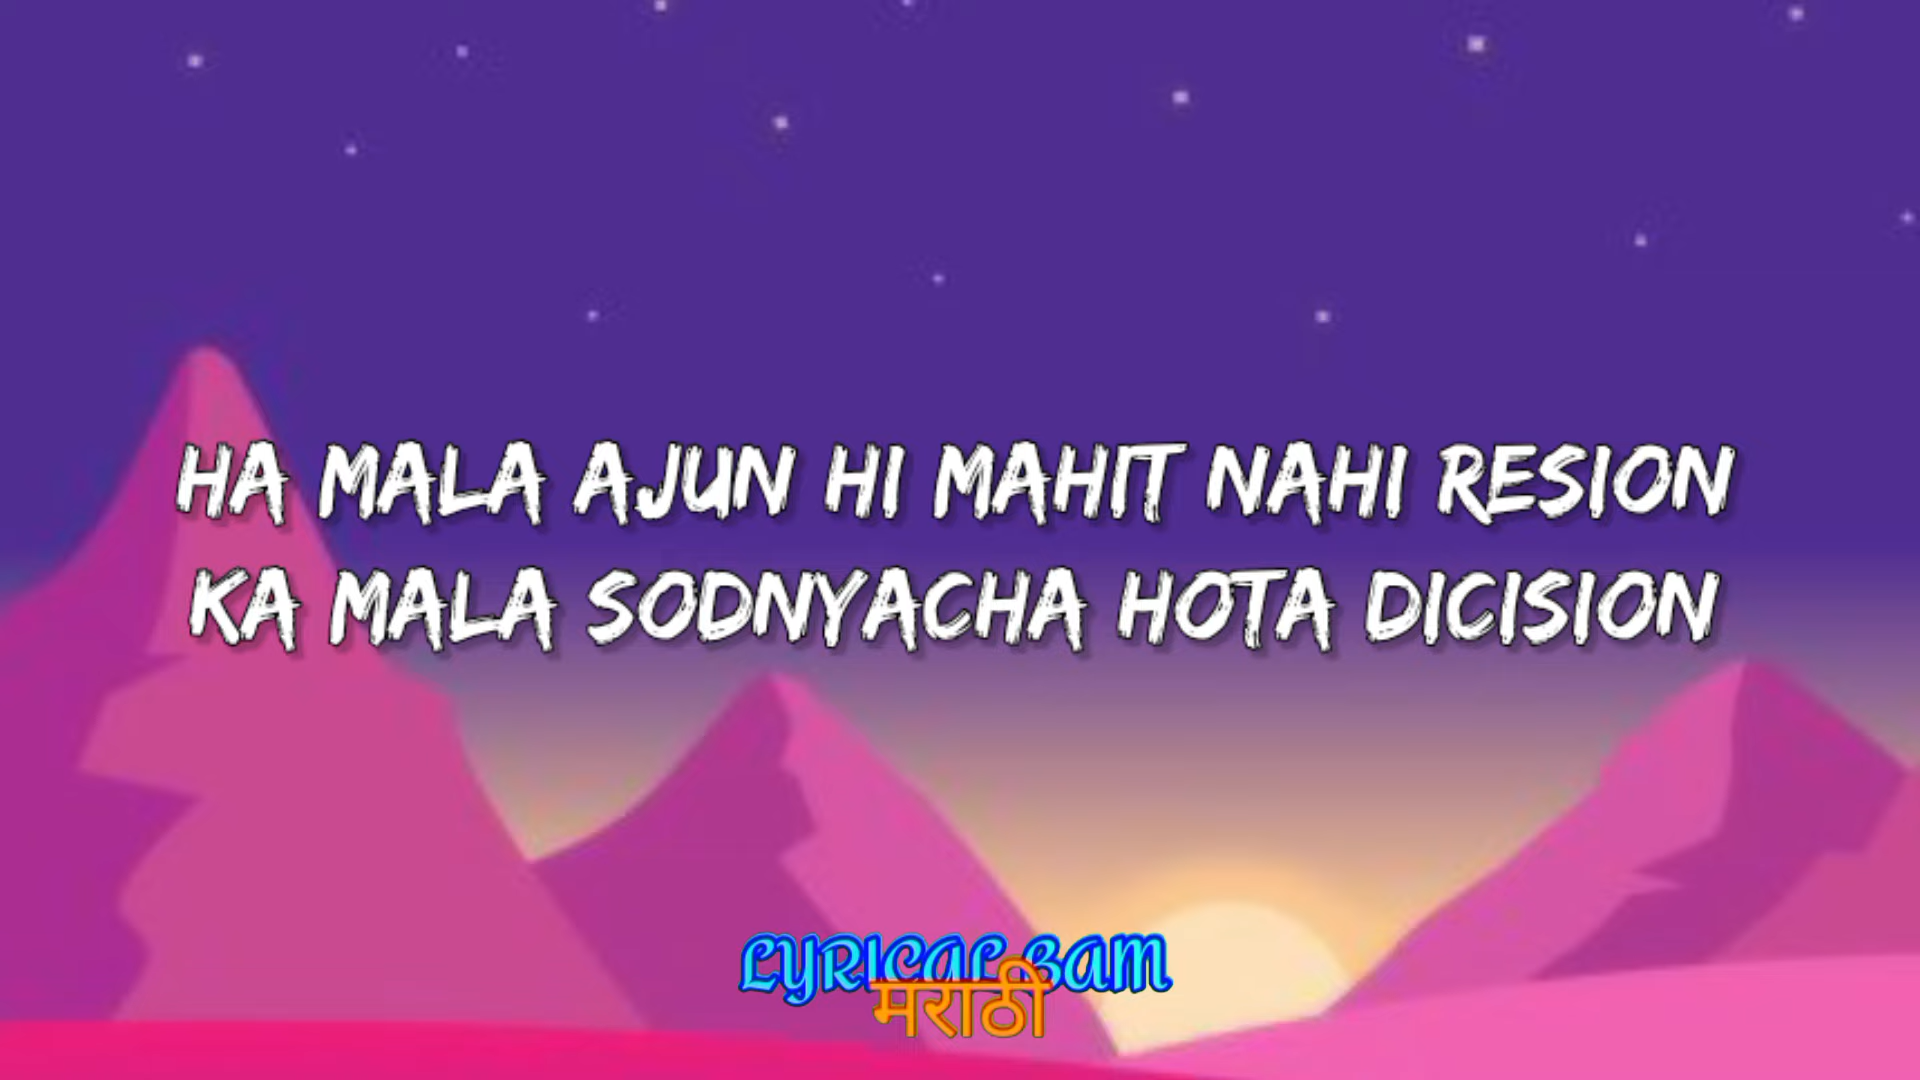 HA MALA AJUN HI MAHIT NAHI RESION
KA MALA SODNYACHA HOTA DICISION
LYRICAL BAM
मराठी